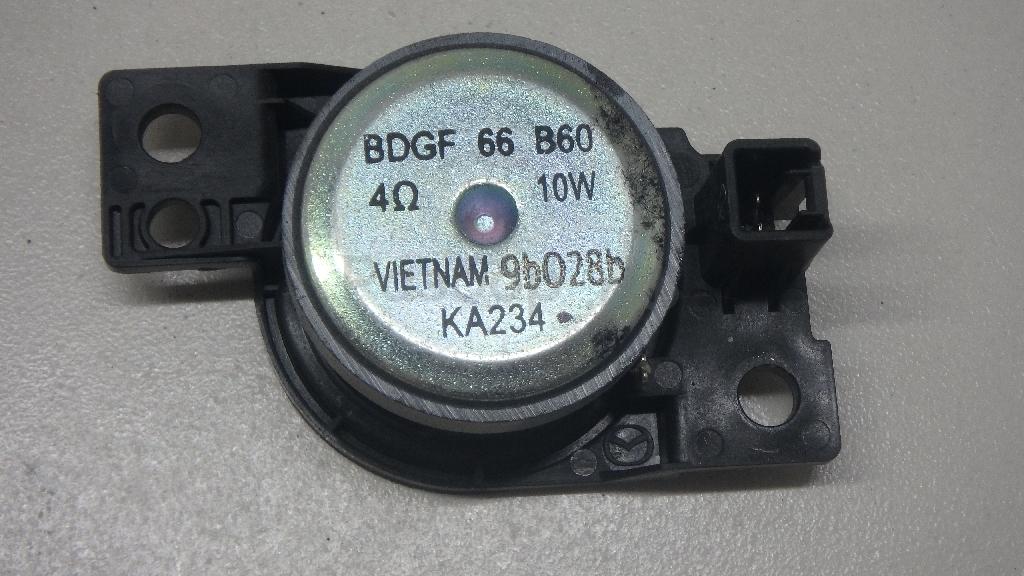 BDGF 66 B60
4Ω 10W
VIETNAM 9b028b
KA234